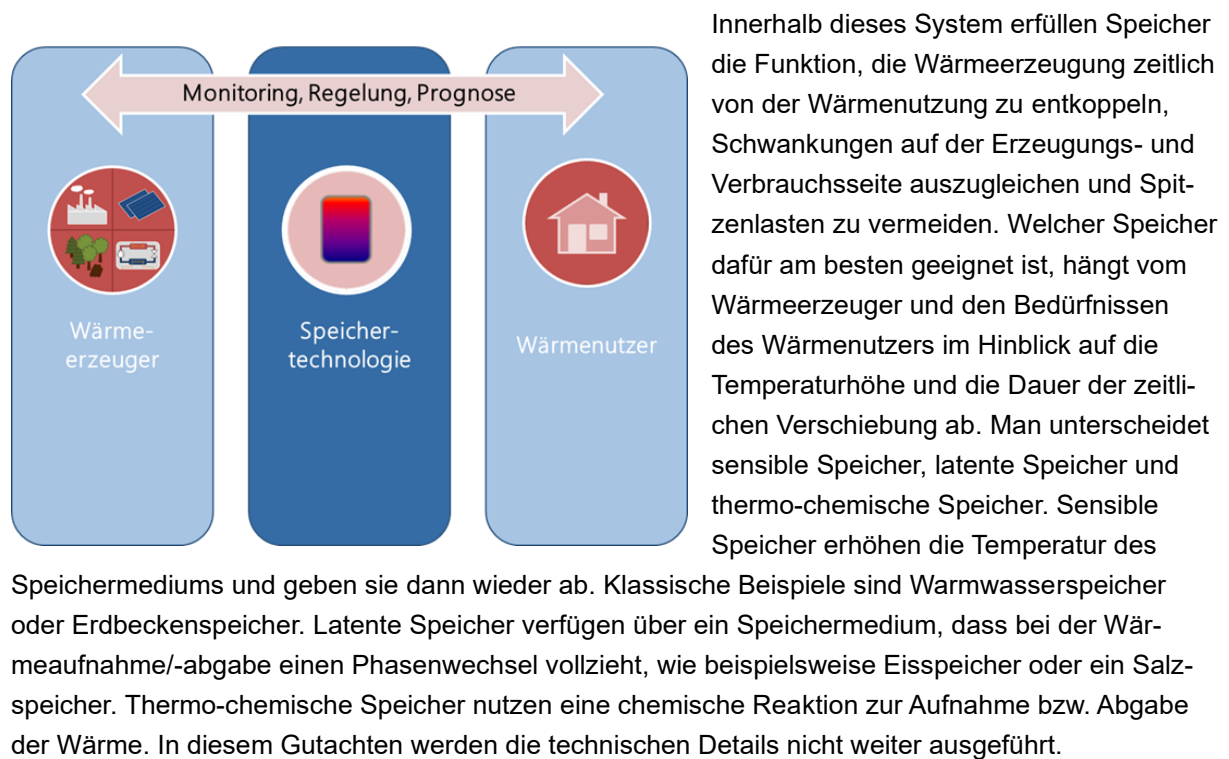 Monitoring, Regelung, Prognose
Wärme-
erzeuger
Speicher-
technologie
Wärmenutzer
Innerhalb dieses System erfüllen Speicher
die Funktion, die Wärmeerzeugung zeitlich
von der Wärmenutzung zu entkoppeln,
Schwankungen auf der Erzeugungs- und
Verbrauchsseite auszugleichen und Spit-
zenlasten zu vermeiden. Welcher Speicher
dafür am besten geeignet ist, hängt vom
Wärmeerzeuger und den Bedürfnissen
des Wärmenutzers im Hinblick auf die
Temperaturhöhe und die Dauer der zeitli-
chen Verschiebung ab. Man unterscheidet
sensible Speicher, latente Speicher und
thermo-chemische Speicher. Sensible
Speicher erhöhen die Temperatur des
Speichermediums und geben sie dann wieder ab. Klassische Beispiele sind Warmwasserspeicher
oder Erdbeckenspeicher. Latente Speicher verfügen über ein Speichermedium, dass bei der Wär-
meaufnahme/-abgabe einen Phasenwechsel vollzieht, wie beispielsweise Eisspeicher oder ein Salz-
speicher. Thermo-chemische Speicher nutzen eine chemische Reaktion zur Aufnahme bzw. Abgabe
der Wärme. In diesem Gutachten werden die technischen Details nicht weiter ausgeführt.